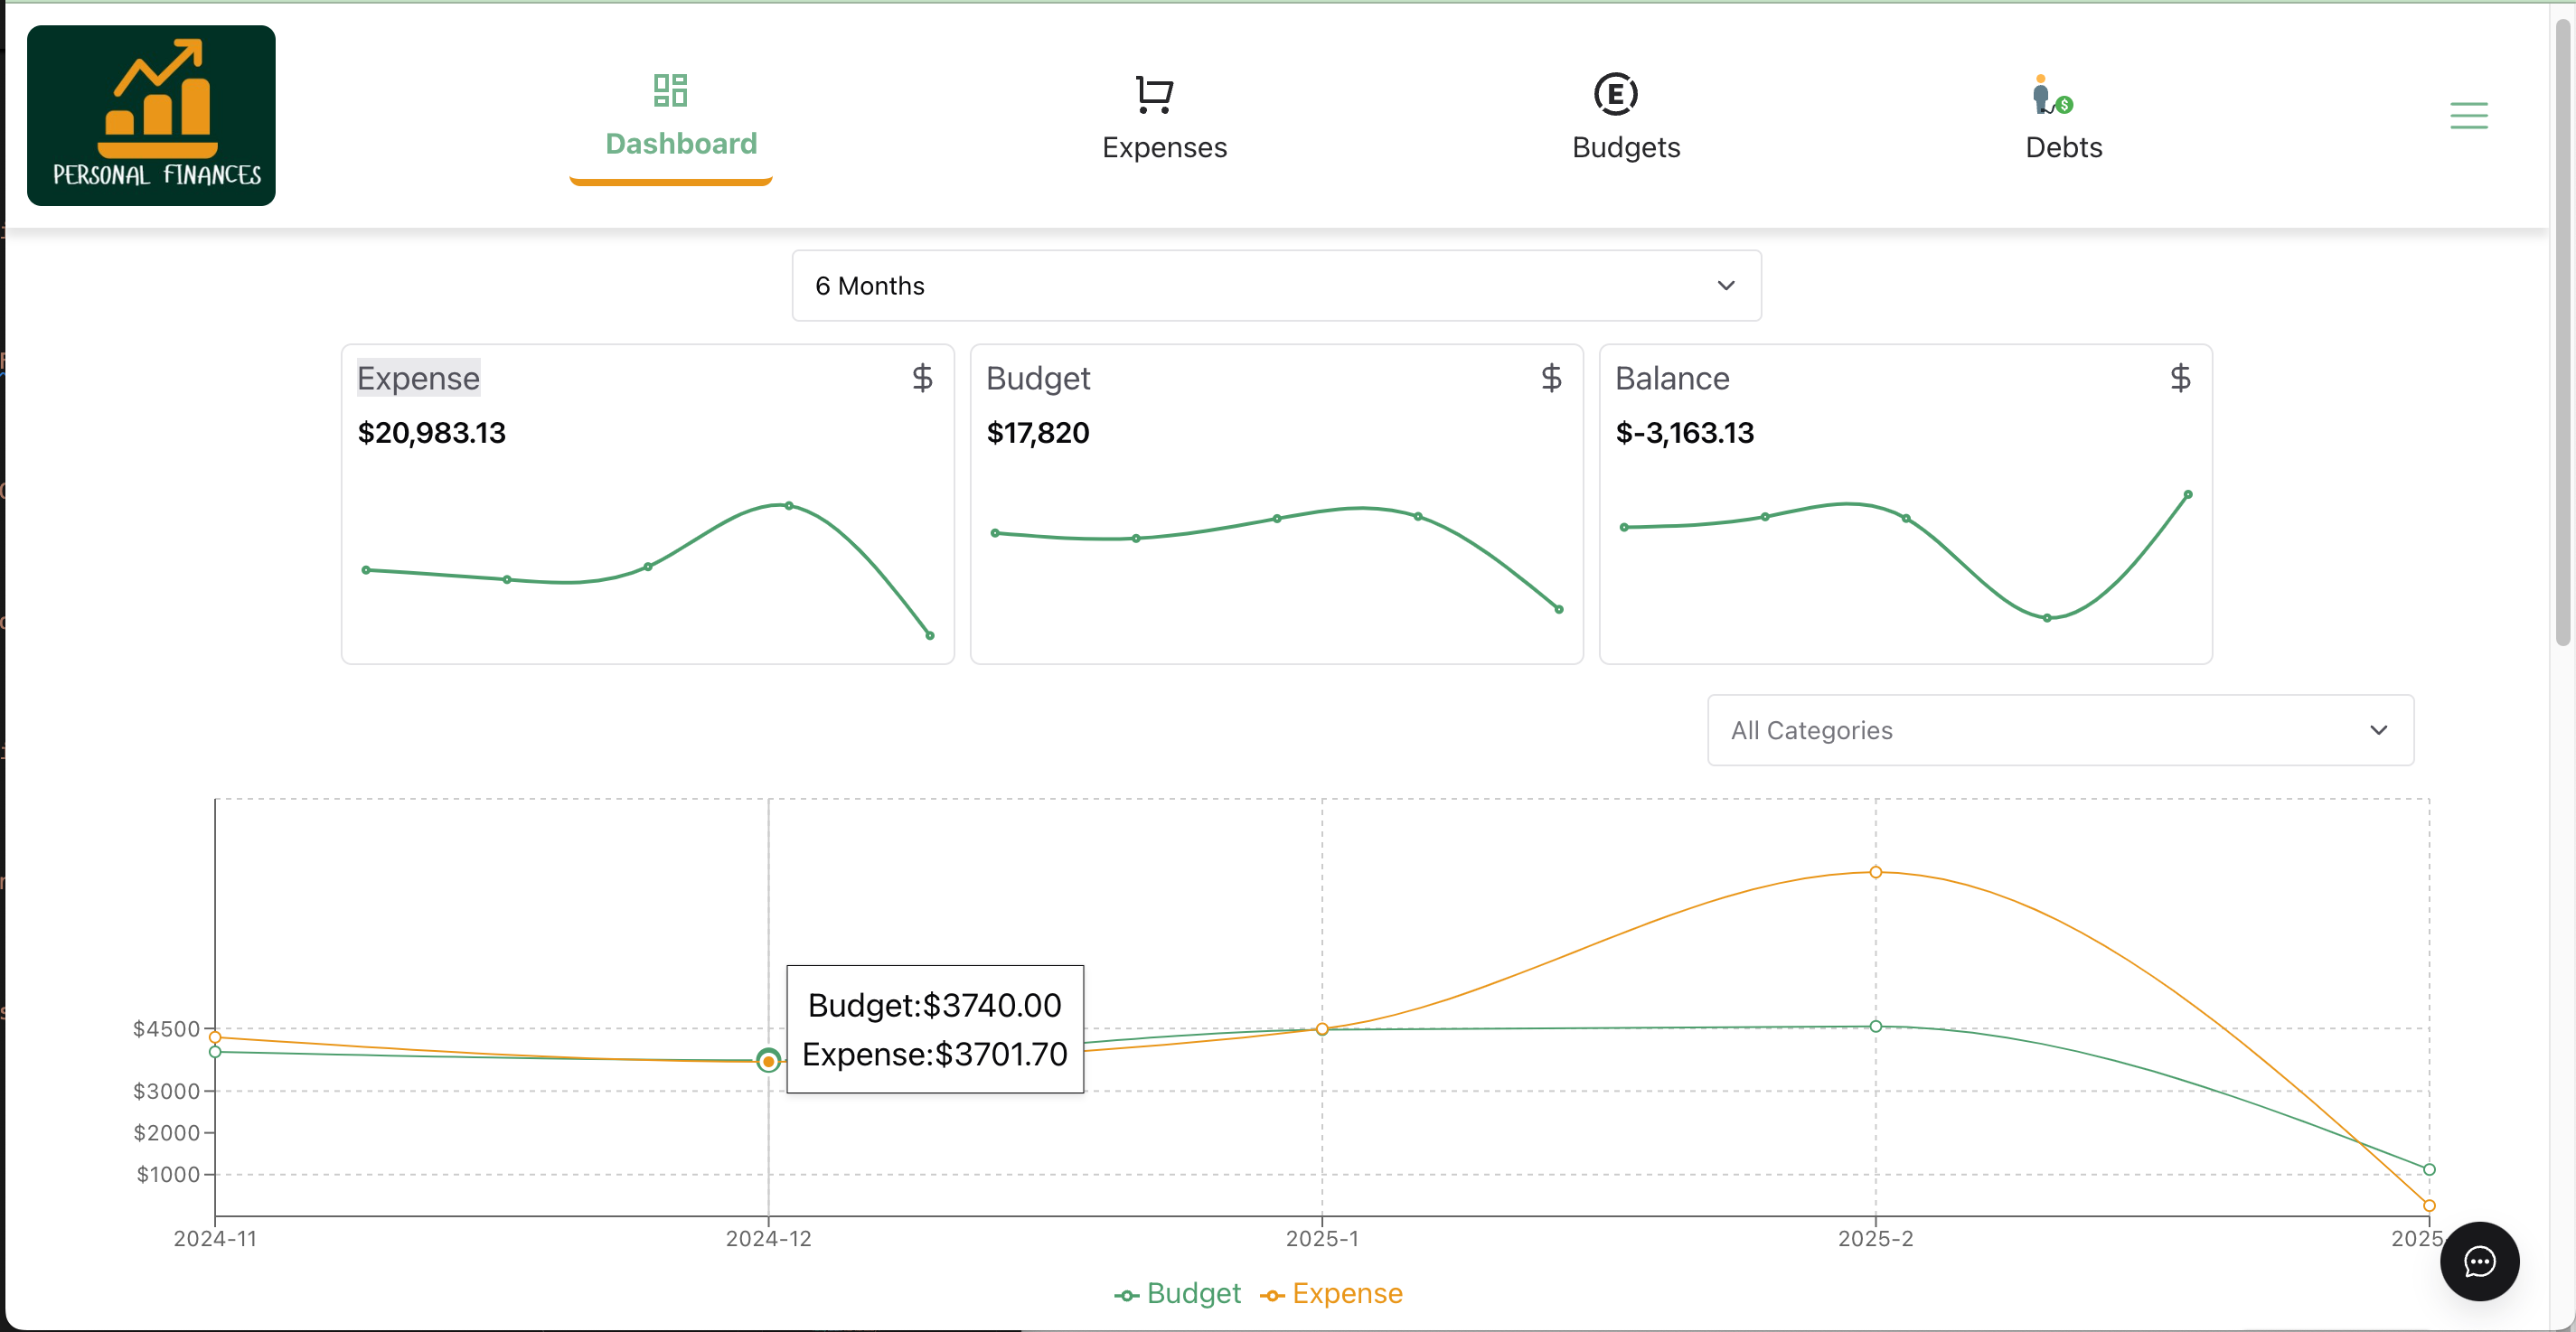 PERSONAL FINANCES
Dashboard
Expenses
Budgets
Debts
6 Months
Expense
$
$20,983.13
Budget
$
$17,820
Balance
$
$-3,163.13
All Categories
Budget:$3740.00
Expense:$3701.70
$4500
$3000
$2000
$1000
2024-11
2024-12
2025-1
2025-2
2025-
Budget
Expense